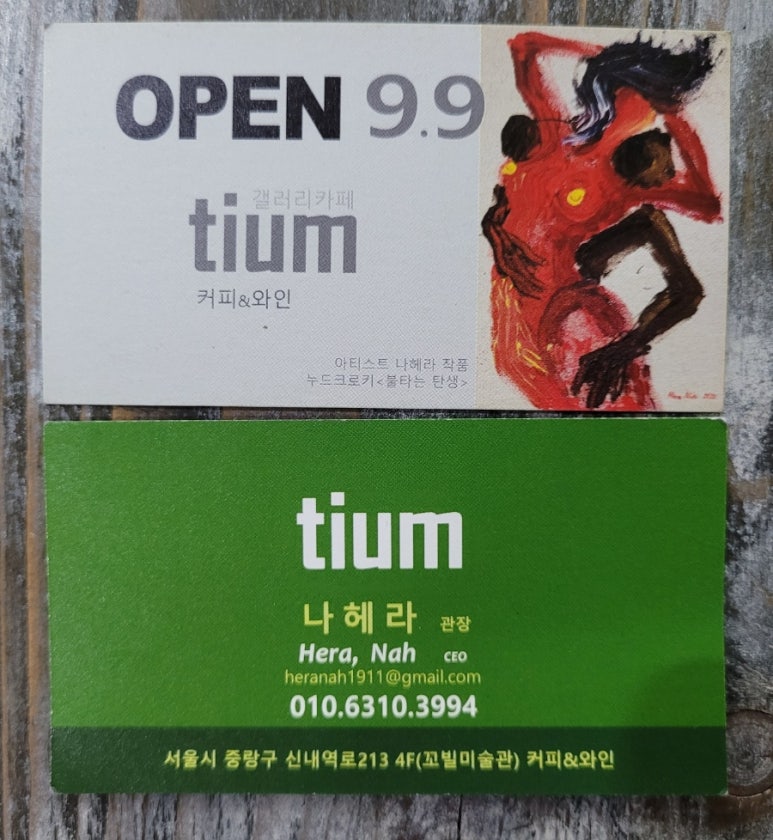 OPEN 9.9
갤러리카페
tium
커피&와인
아티스트 나헤라 작품
누드크로키<불타는 탄생>
tium
나헤라 관장
Hera, Nah CEO
heranah1911@gmail.com
010.6310.3994
서울시 중랑구 신내역로213 4F(꼬빌미술관) 커피&와인